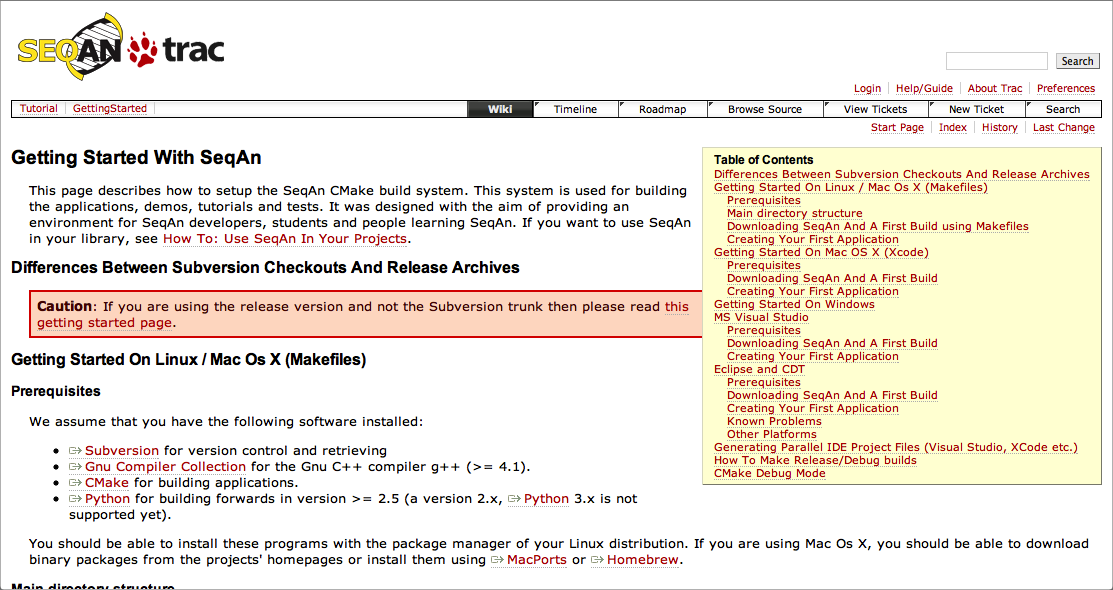 SEQAN trac
Search
Login Help/Guide About Trac Preferences
Tutorial GettingStarted Wiki Timeline Roadmap Browse Source View Tickets New Ticket Search
Start Page Index History Last Change
Getting Started With SeqAn
This page describes how to setup the SeqAn CMake build system. This system is used for building
the applications, demos, tutorials and tests. It was designed with the aim of providing an
environment for SeqAn developers, students and people learning SeqAn. If you want to use SeqAn
in your library, see How To: Use SeqAn In Your Projects.
Differences Between Subversion Checkouts And Release Archives
Caution: If you are using the release version and not the Subversion trunk then please read this
getting started page.
Table of Contents
Differences Between Subversion Checkouts And Release Archives
Getting Started On Linux / Mac Os X (Makefiles)
Prerequisites
Main directory structure
Downloading SeqAn And A First Build using Makefiles
Creating Your First Application
Getting Started On Mac OS X (Xcode)
Prerequisites
Downloading SeqAn And A First Build
Creating Your First Application
Getting Started On Windows
MS Visual Studio
Prerequisites
Downloading SeqAn And A First Build
Creating Your First Application
Eclipse and CDT
Prerequisites
Downloading SeqAn And A First Build
Creating Your First Application
Known Problems
Other Platforms
Generating Parallel IDE Project Files (Visual Studio, XCode etc.)
How To Make Release/Debug builds
CMake Debug Mode
Getting Started On Linux / Mac Os X (Makefiles)
Prerequisites
We assume that you have the following software installed:
• Subversion for version control and retrieving
• Gnu Compiler Collection for the Gnu C++ compiler g++ (>= 4.1).
• CMake for building applications.
• Python for building forwards in version >= 2.5 (a version 2.x, Python 3.x is not
supported yet).
You should be able to install these programs with the package manager of your Linux distribution. If you are using Mac Os X, you should be able to download
binary packages from the projects' homepages or install them using MacPorts or Homebrew.
Main directory structure